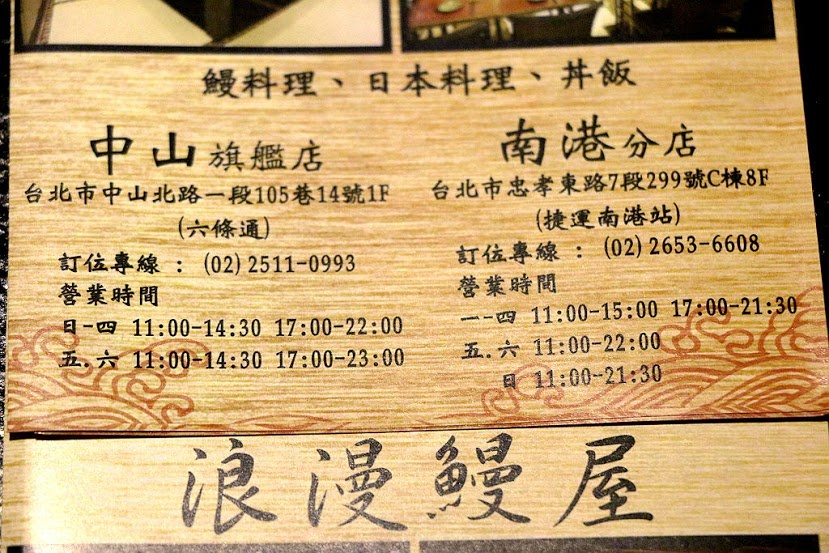 鰻料理、日本料理、丼飯
中山旗艦店
台北市中山北路一段105巷14號1F
(六條通)
訂位專線： (02)2511-0993
營業時間
日-四 11:00-14:30 17:00-22:00
五.六 11:00-14:30 17:00-23:00
南港分店
台北市忠孝東路7段299號C棟8F
(捷運南港站)
訂位專線： (02)2653-6608
營業時間
一-四 11:00-15:00 17:00-21:30
五.六 11:00-22:00
日 11:00-21:30
浪漫鰻屋